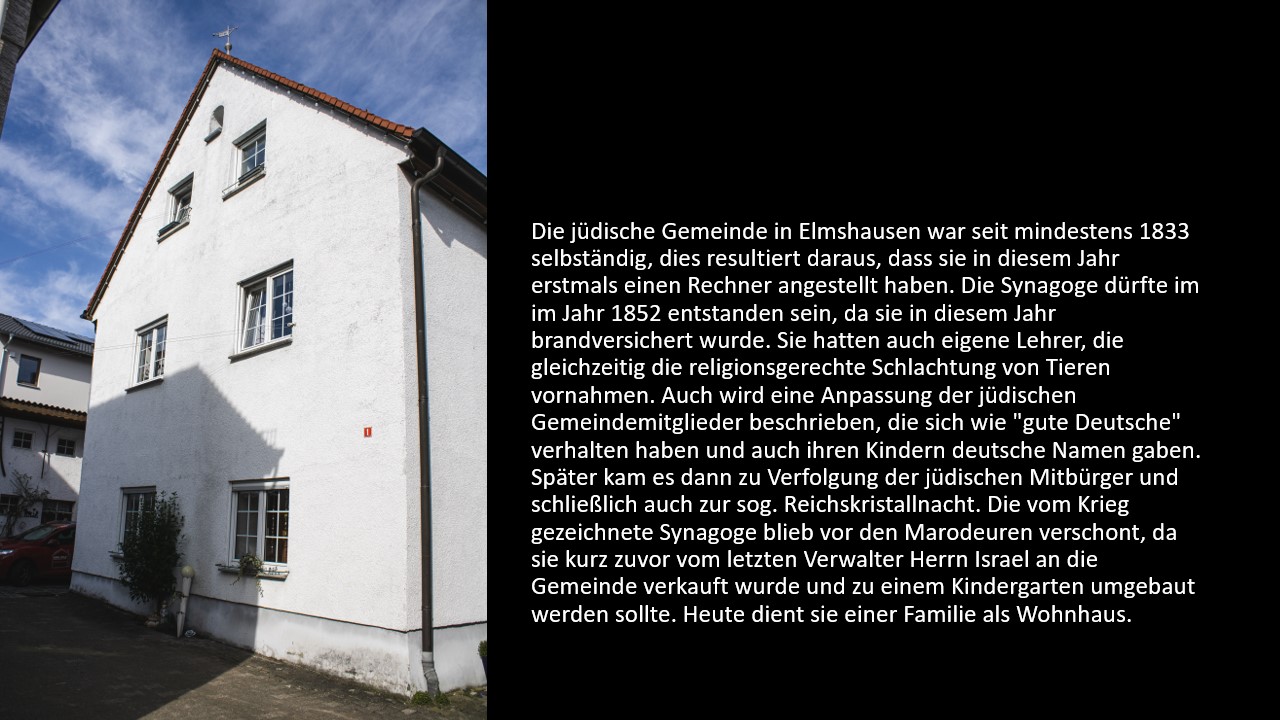 Die jüdische Gemeinde in Elmshausen war seit mindestens 1833
selbständig, dies resultiert daraus, dass sie in diesem Jahr
erstmals einen Rechner angestellt haben. Die Synagoge dürfte im
im Jahr 1852 entstanden sein, da sie in diesem Jahr
brandversichert wurde. Sie hatten auch eigene Lehrer, die
gleichzeitig die religionsgerechte Schlachtung von Tieren
vornahmen. Auch wird eine Anpassung der jüdischen
Gemeindemitglieder beschrieben, die sich wie "gute Deutsche"
verhalten haben und auch ihren Kindern deutsche Namen gaben.
Später kam es dann zu Verfolgung der jüdischen Mitbürger und
schließlich auch zur sog. Reichskristallnacht. Die vom Krieg
gezeichnete Synagoge blieb vor den Marodeuren verschont, da
sie kurz zuvor vom letzten Verwalter Herrn Israel an die
Gemeinde verkauft wurde und zu einem Kindergarten umgebaut
werden sollte. Heute dient sie einer Familie als Wohnhaus.